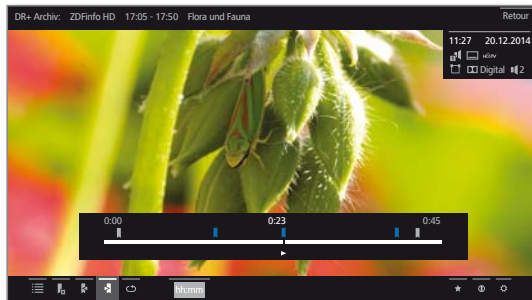 DR+ Archiv: ZDFinfo HD 17:05 - 17:50 Flora und Fauna
Retour
11:27 20.12.2014
HDTV
Digital 2
0:00 0:23 0:45
hh:mm